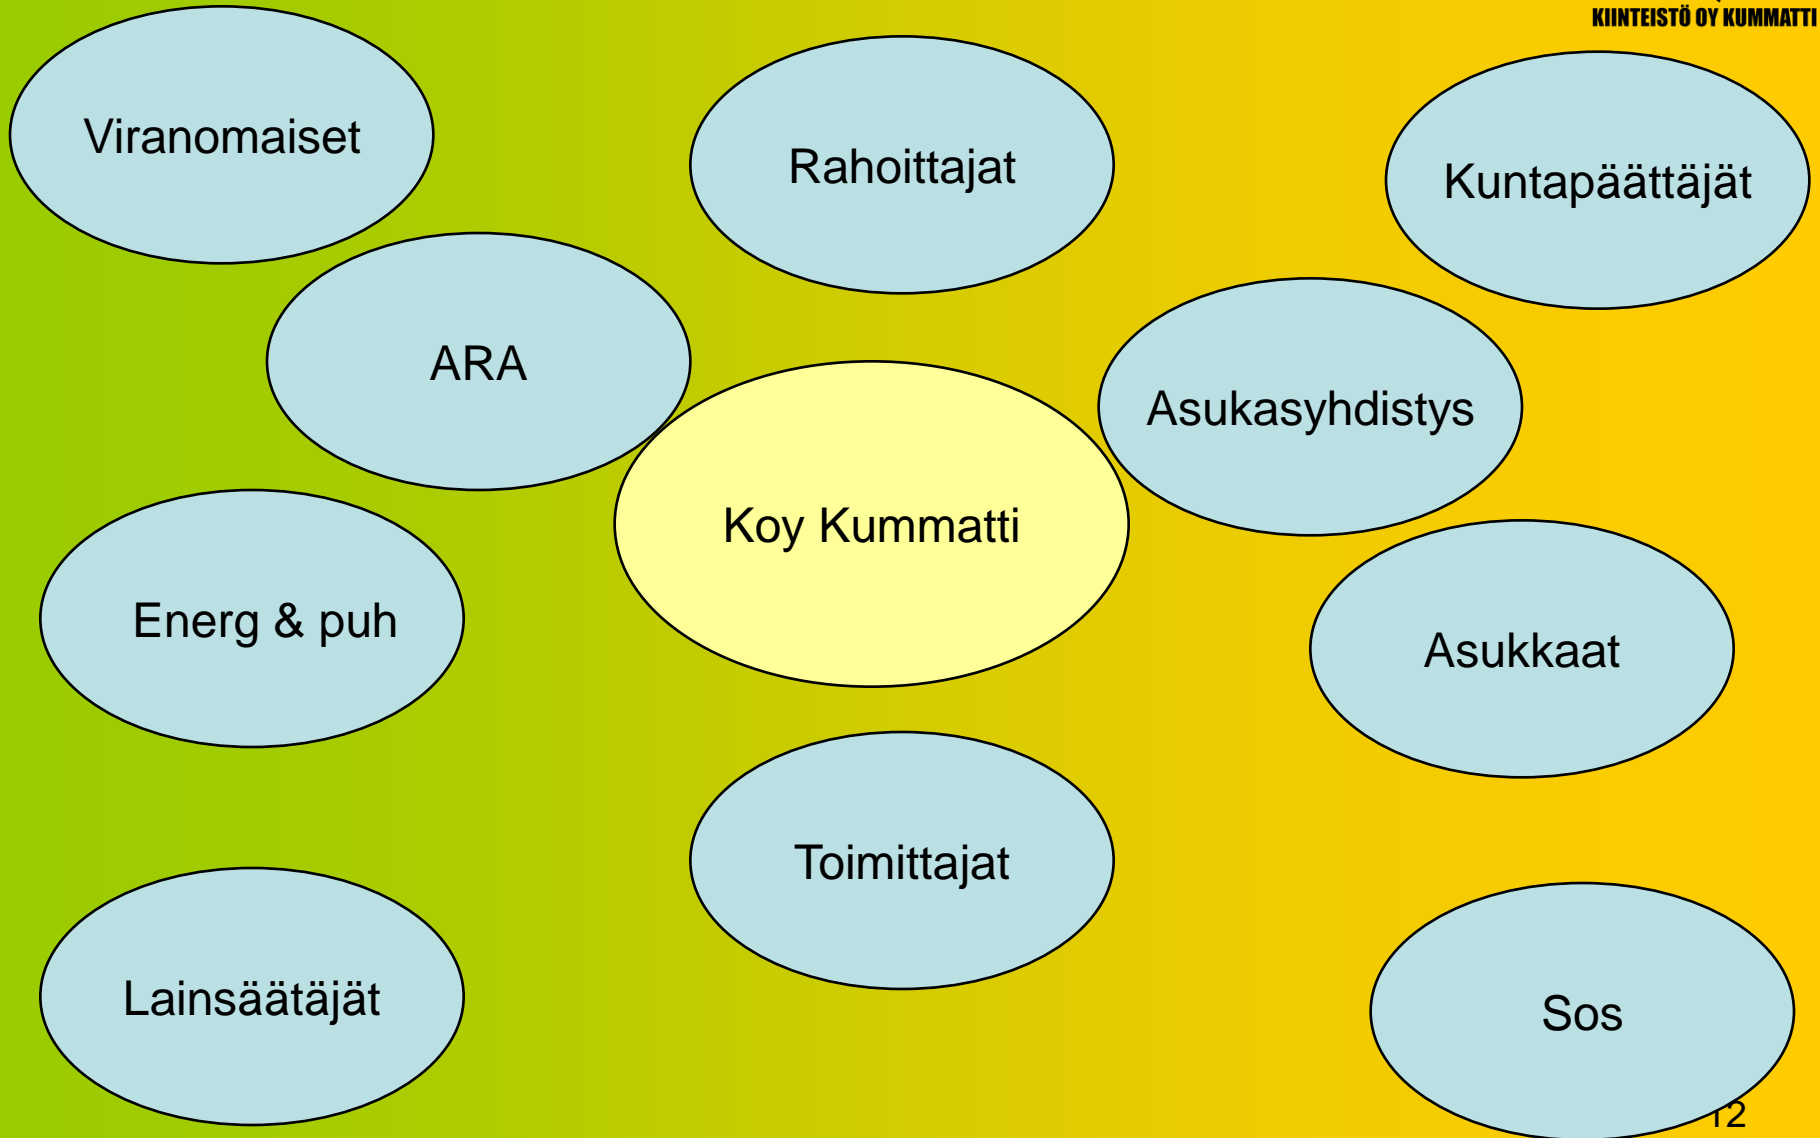 KIINTEISTÖ OY KUMMATTI
Viranomaiset
Rahoittajat
Kuntapäättäjät
ARA
Asukasyhdistys
Koy Kummatti
Energ & puh
Asukkaat
Toimittajat
Lainsäätäjät
Sos
12